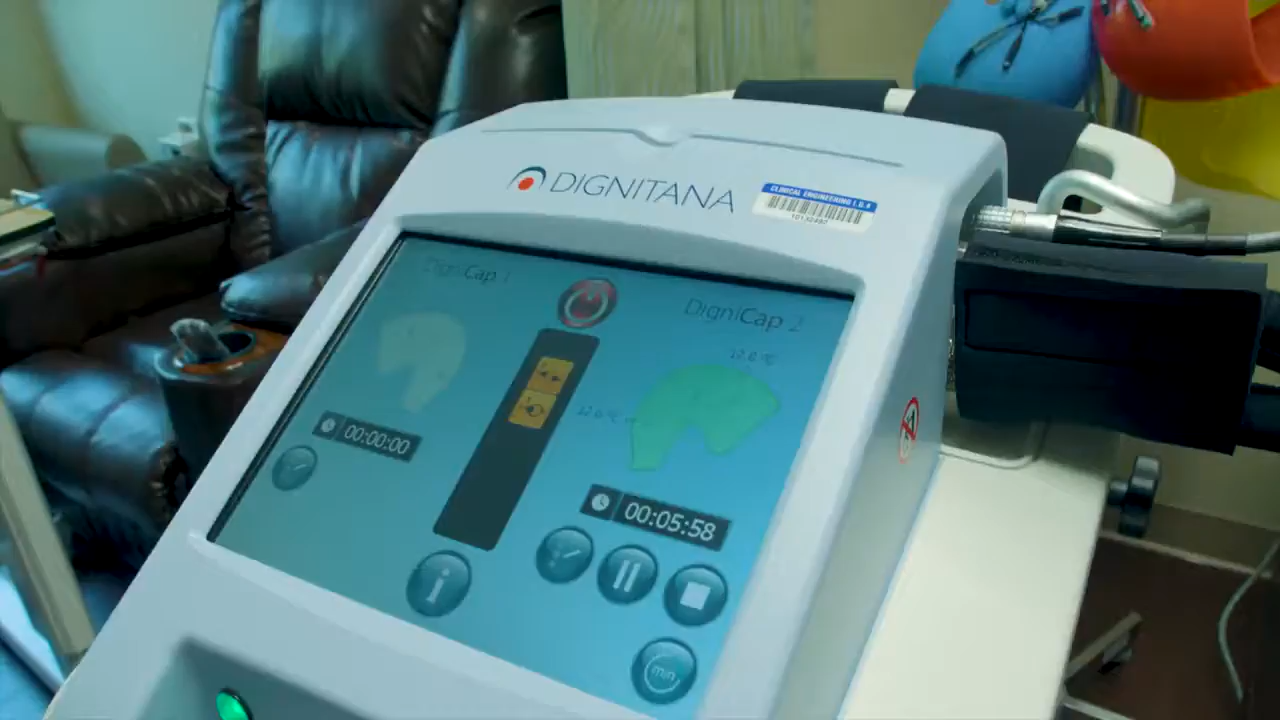 DIGNITANA
CLINICAL ENGINEERING I.D.#
DigniCap 1
DigniCap 2
00:00:00
00:05:58
i
min